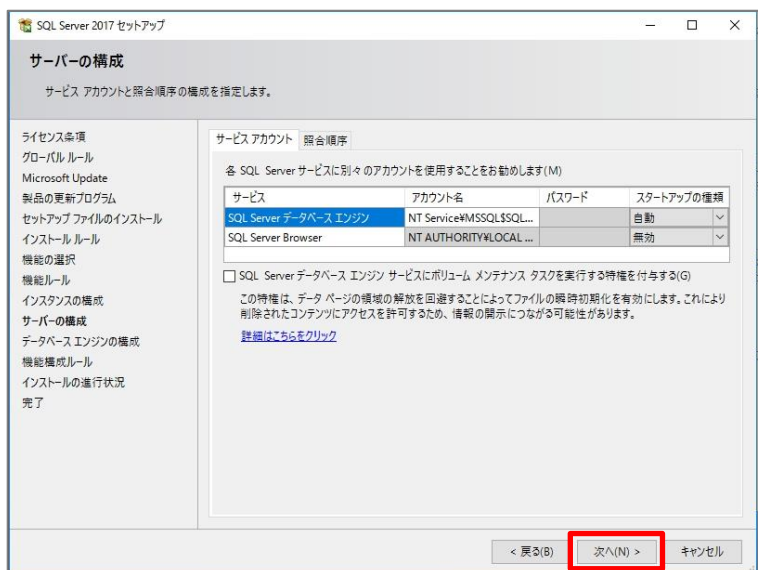 SQL Server 2017 セットアップ
サーバーの構成
サービス アカウントと照合順序の構成を指定します。
ライセンス条項
グローバル ルール
Microsoft Update
製品の更新プログラム
セットアップ ファイルのインストール
インストール ルール
機能の選択
機能ルール
インスタンスの構成
サーバーの構成
データベース エンジンの構成
機能構成ルール
インストールの進行状況
完了
サービス アカウント 照合順序
各 SQL Server サービスに別々のアカウントを使用することをお勧めします(M)
サービス アカウント名 パスワード スタートアップの種類
SQL Server データベース エンジン NT Service¥MSSQL$SQL... 自動
SQL Server Browser NT AUTHORITY¥LOCAL ... 無効
SQL Server データベース エンジン サービスにボリューム メンテナンス タスクを実行する特権を付与する(G)
この特権は、データ ページの領域の解放を回避することによってファイルの瞬時初期化を有効にします。これにより
削除されたコンテンツにアクセスを許可するため、情報の開示につながる可能性があります。
詳細はこちらをクリック
< 戻る(B) 次へ(N) > キャンセル